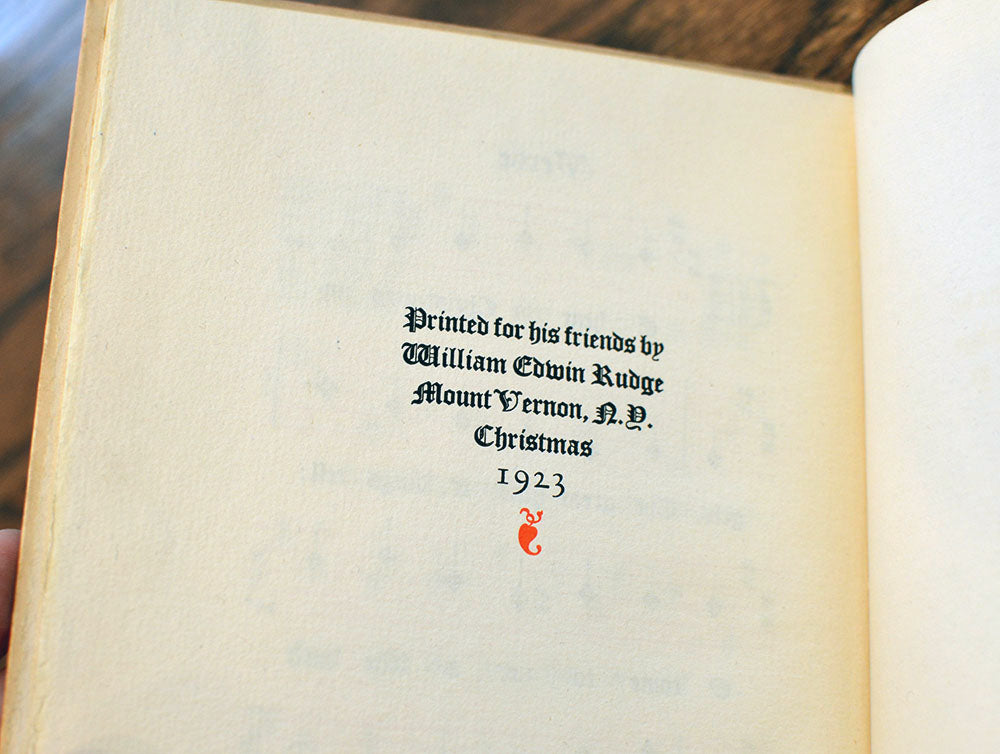 Printed for his friends by
William Edwin Rudge
Mount Vernon, N.Y.
Christmas
1923